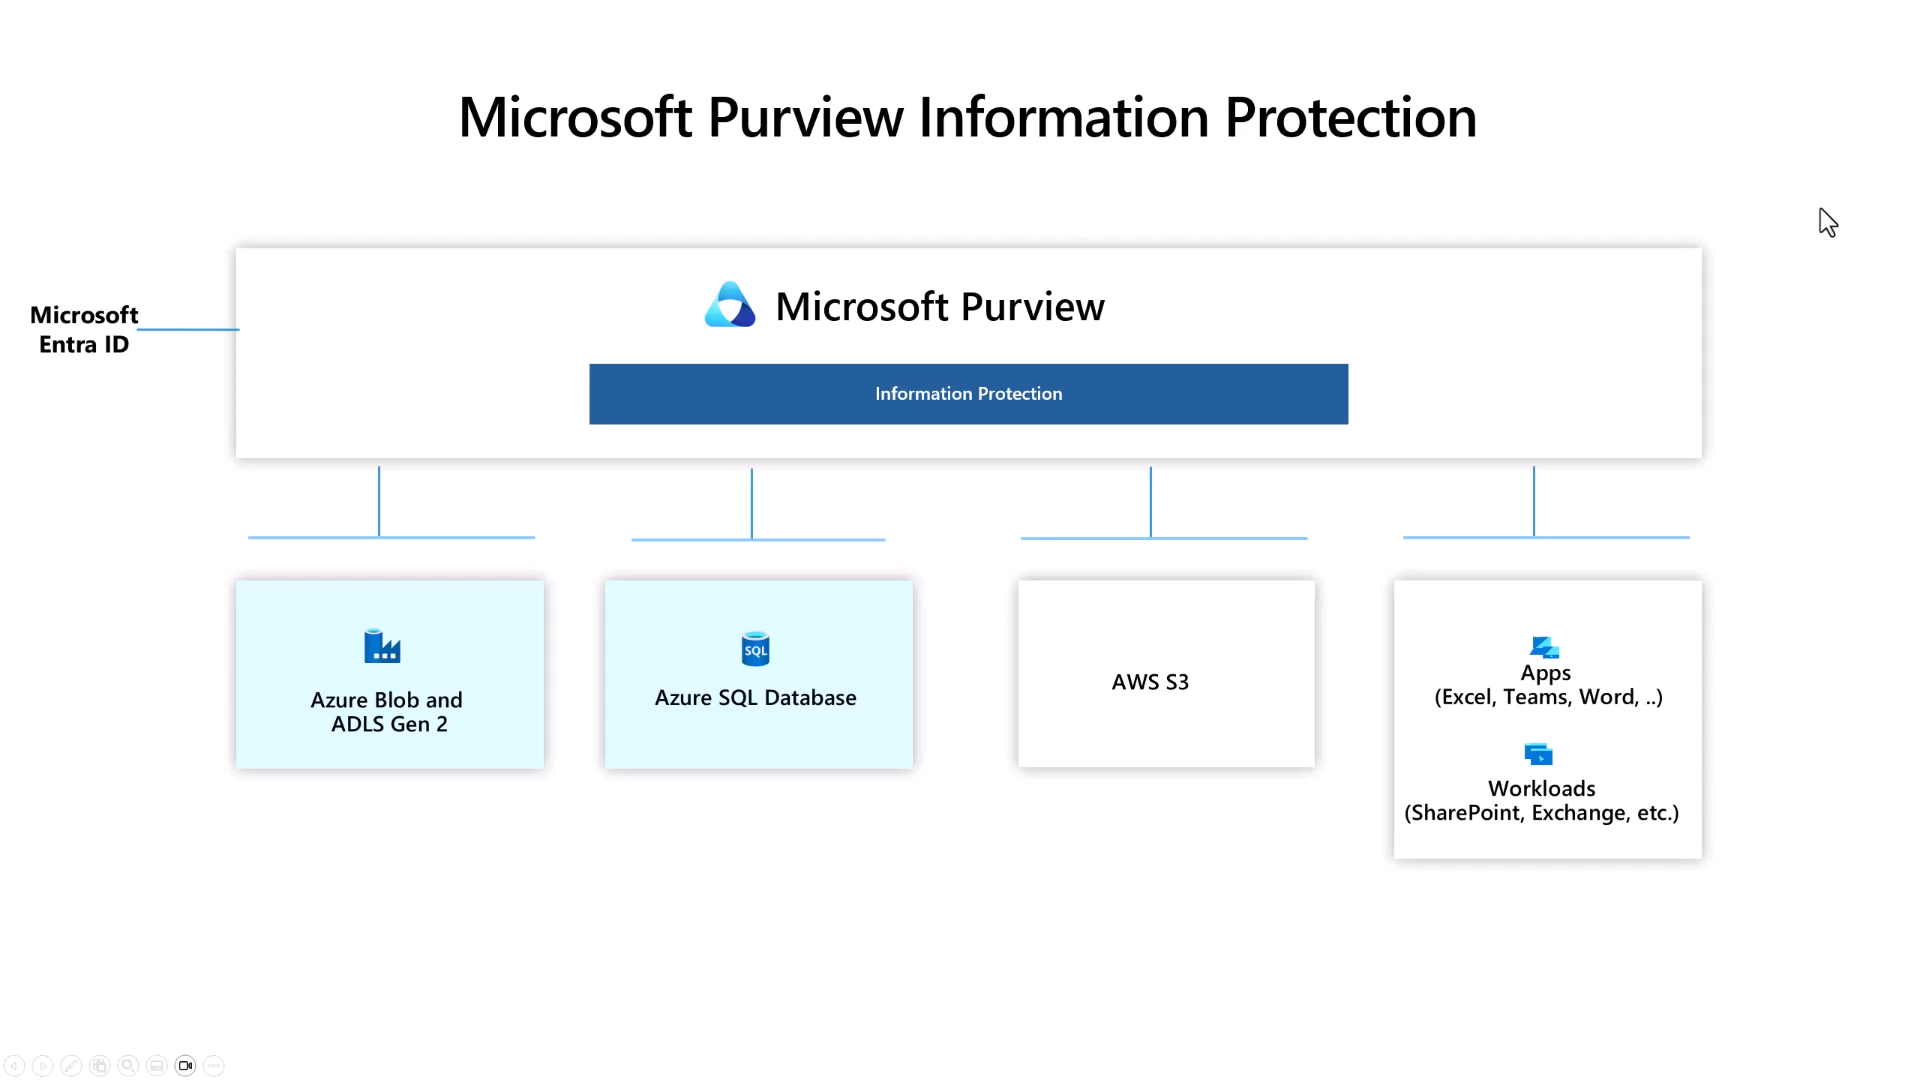 Microsoft Purview Information Protection
Microsoft
Entra ID
Microsoft Purview
Information Protection
Azure Blob and
ADLS Gen 2
SQL
Azure SQL Database
AWS S3
Apps
(Excel, Teams, Word, ..)
Workloads
(SharePoint, Exchange, etc.)